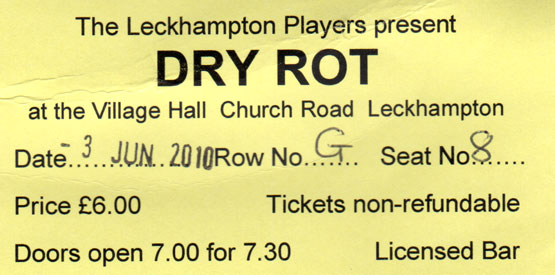 The Leckhampton Players present
DRY ROT
at the Village Hall Church Road Leckhampton
Date - 3 JUN 2010 Row No. G Seat No. 8
Price £6.00 Tickets non-refundable
Doors open 7.00 for 7.30 Licensed Bar